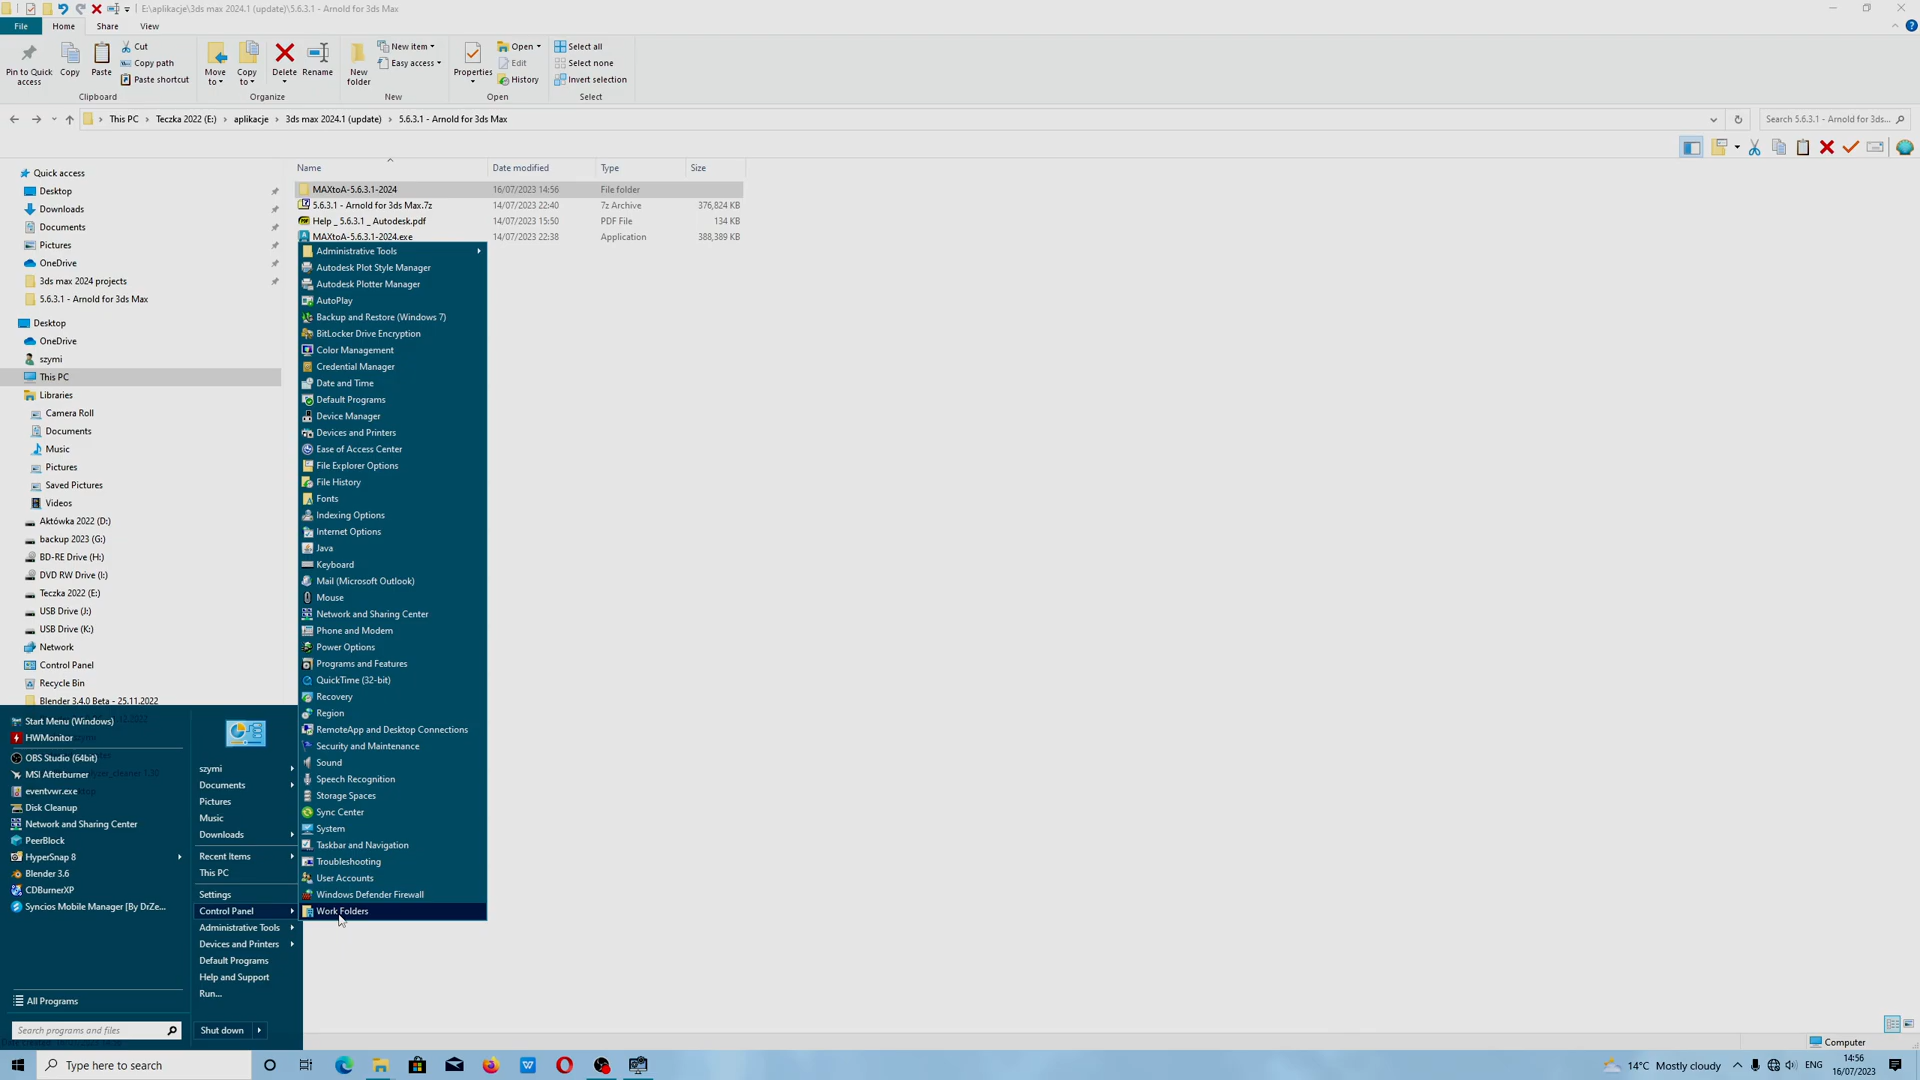 E:\aplikacje\3ds max 2024.1 (update)\5.6.3.1 - Arnold for 3ds Max
File Home Share View
Pin to Quick access
Copy
Paste
Cut
Copy path
Paste shortcut
Move to
Copy to
Delete
Rename
New folder
New item
Easy access
Properties
Open
Edit
History
Select all
Select none
Invert selection
Clipboard Organize New Open Select
This PC Teczka 2022 (E:) aplikacje 3ds max 2024.1 (update) 5.6.3.1 - Arnold for 3ds Max
Search 5.6.3.1 - Arnold for 3ds...
Name Date modified Type Size
MAXtoA-5.6.3.1-2024 16/07/2023 14:56 File folder
5.6.3.1 - Arnold for 3ds Max.7z 14/07/2023 22:40 7z Archive 376,824 KB
Help _ 5.6.3.1 _ Autodesk.pdf 14/07/2023 15:50 PDF File 134 KB
MAXtoA-5.6.3.1-2024.exe 14/07/2023 22:38 Application 388,389 KB
Quick access
Desktop
Downloads
Documents
Pictures
OneDrive
3ds max 2024 projects
5.6.3.1 - Arnold for 3ds Max
Desktop
OneDrive
szymi
This PC
Libraries
Camera Roll
Documents
Music
Pictures
Saved Pictures
Videos
Aktówka 2022 (D:)
backup 2023 (G:)
BD-RE Drive (H:)
DVD RW Drive (I:)
Teczka 2022 (E:)
USB Drive (J:)
USB Drive (K:)
Network
Control Panel
Recycle Bin
Blender 3.4.0 Beta - 25.11.2022
Administrative Tools
Autodesk Plot Style Manager
Autodesk Plotter Manager
AutoPlay
Backup and Restore (Windows 7)
BitLocker Drive Encryption
Color Management
Credential Manager
Date and Time
Default Programs
Device Manager
Devices and Printers
Ease of Access Center
File Explorer Options
File History
Fonts
Indexing Options
Internet Options
Java
Keyboard
Mail (Microsoft Outlook)
Mouse
Network and Sharing Center
Phone and Modem
Power Options
Programs and Features
QuickTime (32-bit)
Recovery
Region
RemoteApp and Desktop Connections
Security and Maintenance
Sound
Speech Recognition
Storage Spaces
Sync Center
System
Taskbar and Navigation
Troubleshooting
User Accounts
Windows Defender Firewall
Work Folders
Start Menu (Windows)
HWMonitor
OBS Studio (64bit)
MSI Afterburner
eventvwr.exe
Disk Cleanup
Network and Sharing Center
PeerBlock
HyperSnap 8
Blender 3.6
CDBurnerXP
Syncios Mobile Manager [By DrZe...
All Programs
Search programs and files
szymi
Documents
Pictures
Music
Downloads
Recent Items
This PC
Settings
Control Panel
Administrative Tools
Devices and Printers
Default Programs
Help and Support
Run...
Shut down
Computer
Type here to search
14°C Mostly cloudy
ENG
14:56
16/07/2023